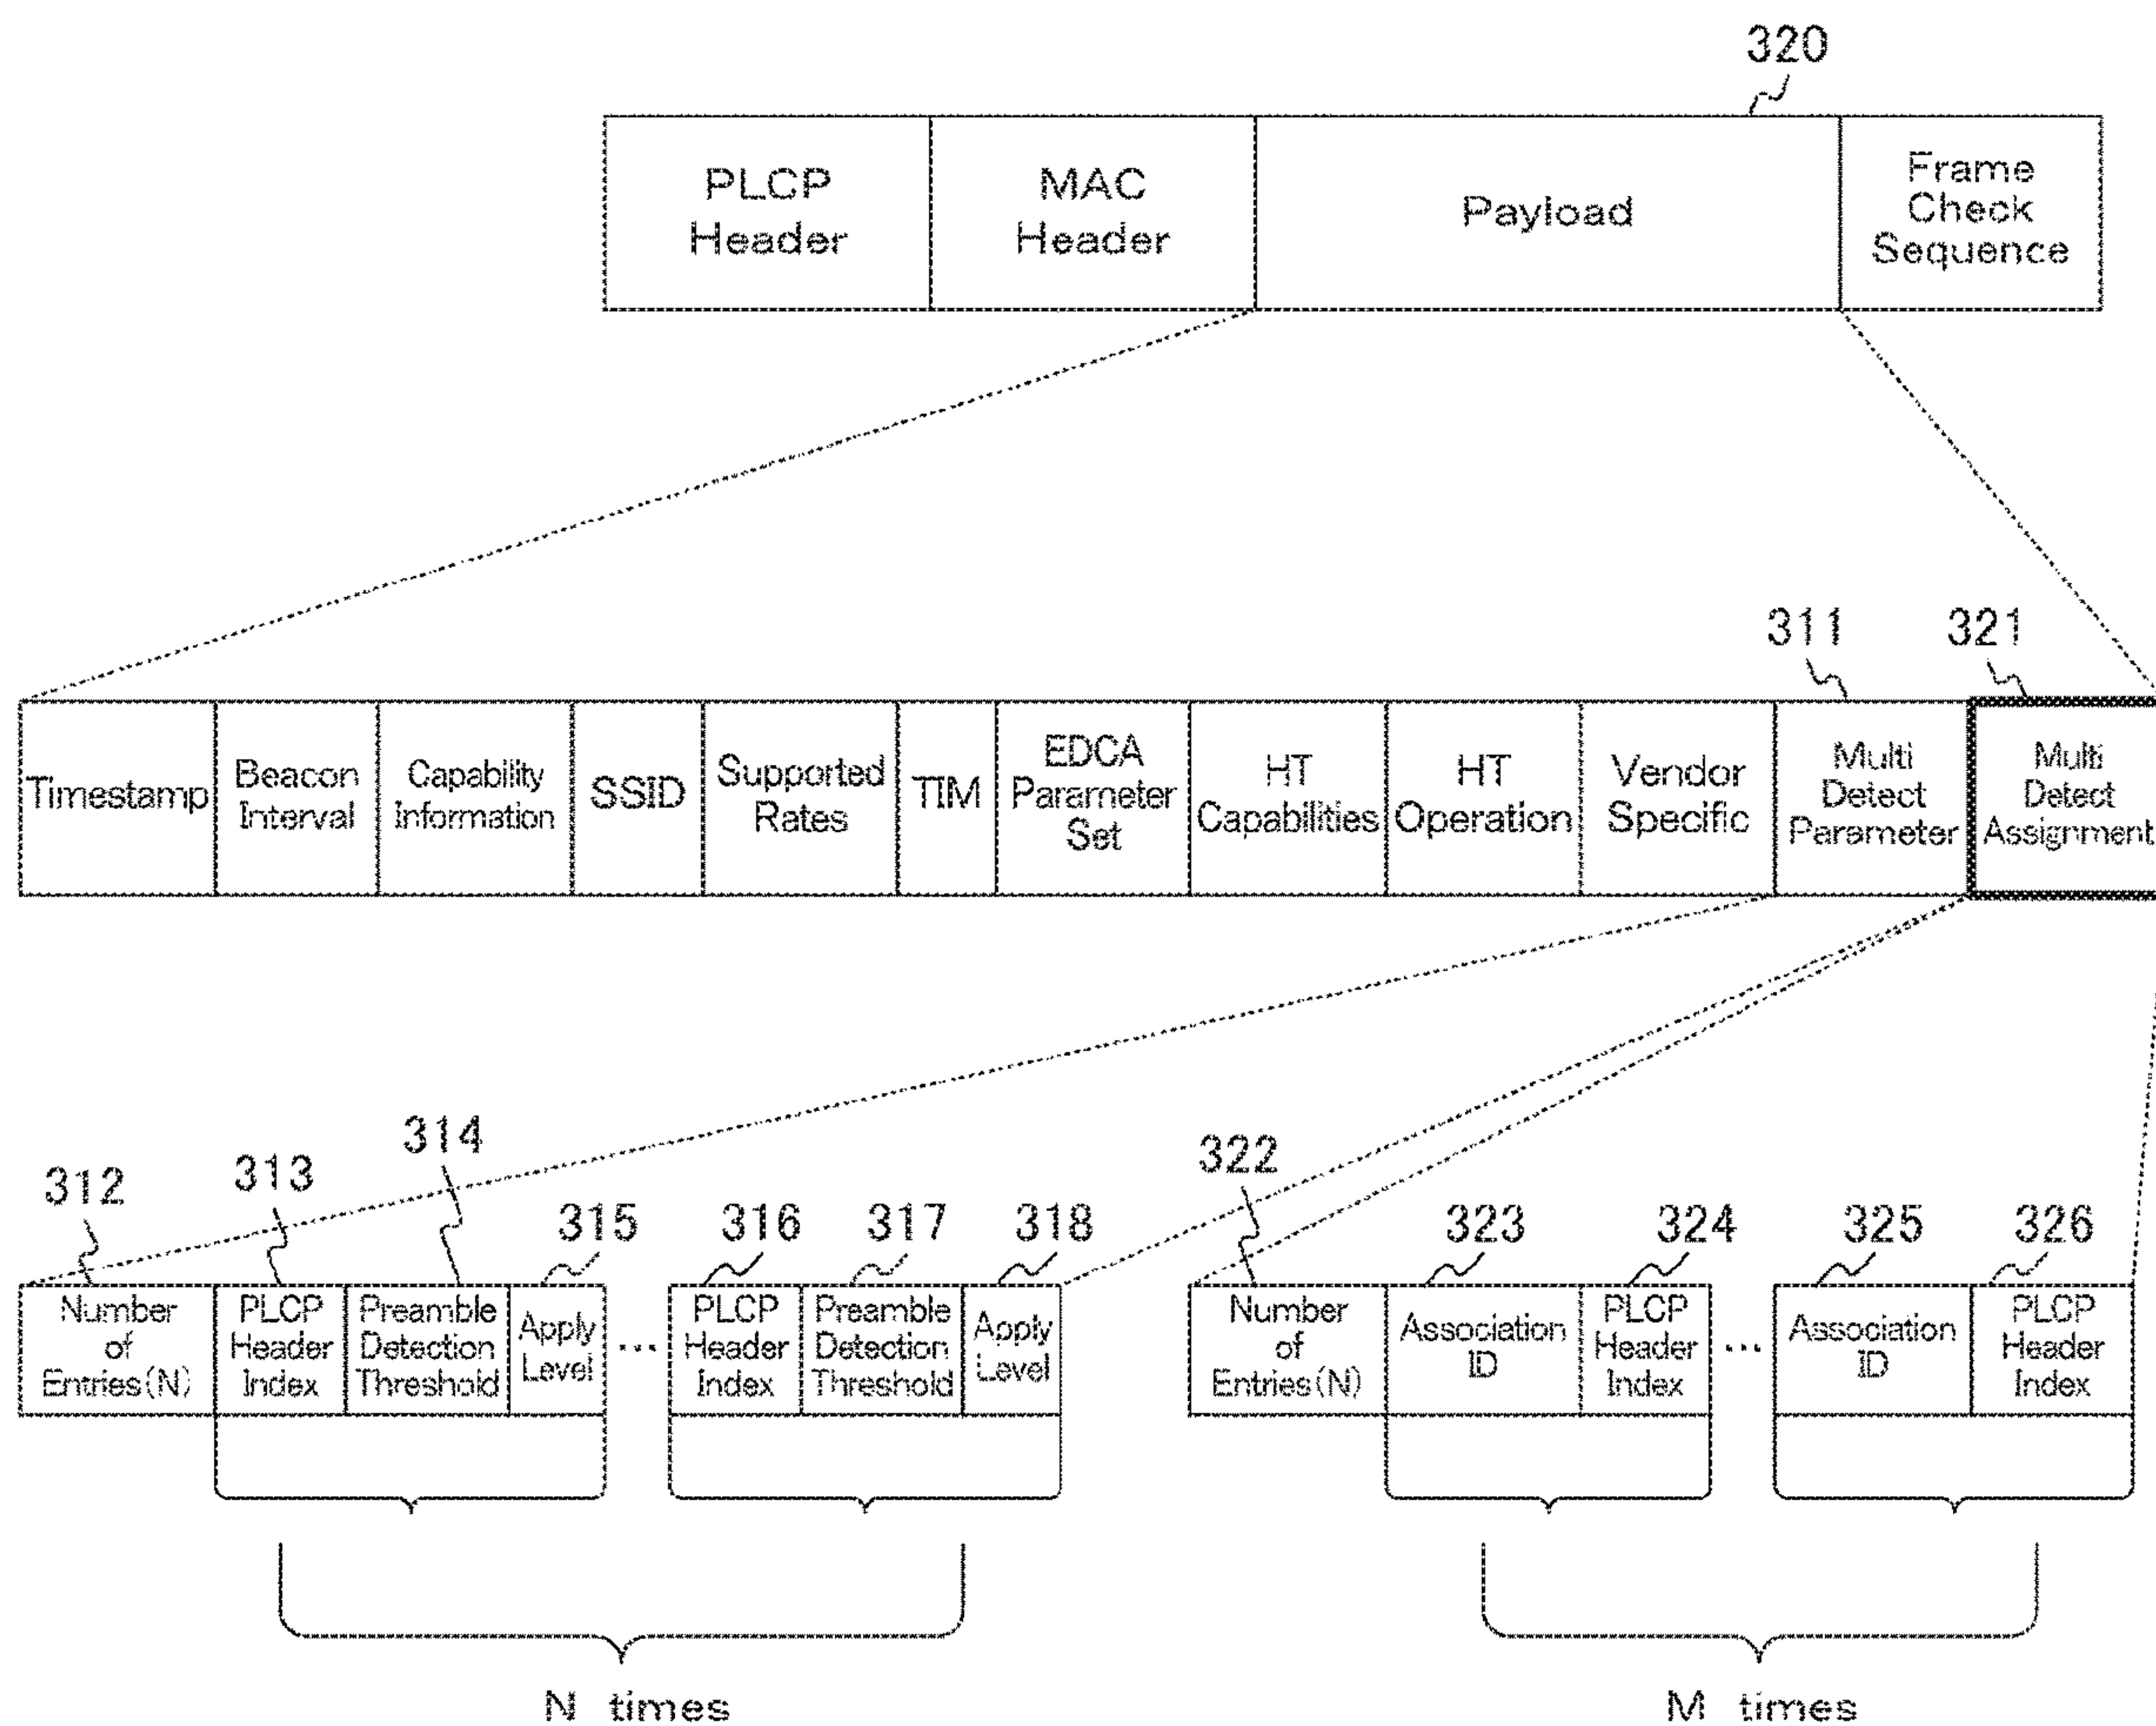 320
PLCP
Header
MAC
Header
Payload
Frame
Check
Sequence
311
321
Timestamp
Beacon
Interval
Capability
Information
SSID
Supported
Rates
TIM
EDCA
Parameter
Set
HT
Capabilities
HT
Operation
Vendor
Specific
Multi
Detect
Parameter
Multi
Detect
Assignment
312
313
314
315
316
317
318
322
323
324
325
326
Number
of
Entries(N)
PLCP
Header
Index
Preamble
Detection
Threshold
Apply
Level
...
PLCP
Header
Index
Preamble
Detection
Threshold
Apply
Level
Number
of
Entries(N)
Association
ID
PLCP
Header
Index
...
Association
ID
PLCP
Header
Index
N times
M times